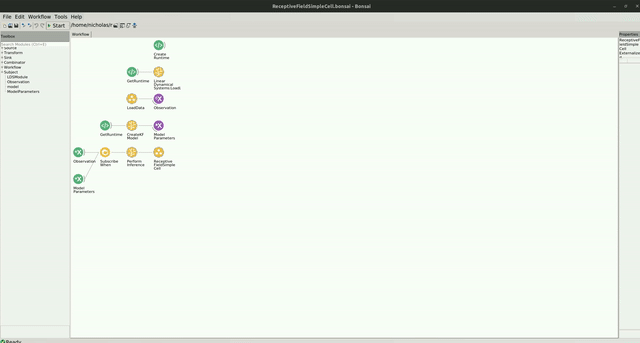 ReceptiveFieldSimpleCell.bonsai - Bonsai
File Edit Workflow Tools Help
Start /home/nicholas/r
Toolbox
Workflow
Properties
Search Modules (Ctrl+E)
Source
Transform
Sink
Combinator
Workflow
Subject
LDSModule
Observation
model
ModelParameters
Create
Runtime
GetRuntime
Linear
Dynamical
Systems.Loadi
LoadData
Observation
GetRuntime
CreateKF
Model
Model
Parameters
Observation
Subscribe
When
Perform
Inference
Receptive
FieldSimple
Cell
Model
Parameters
ReceptiveF
ieldSimple
Cell
Externalize
Ready